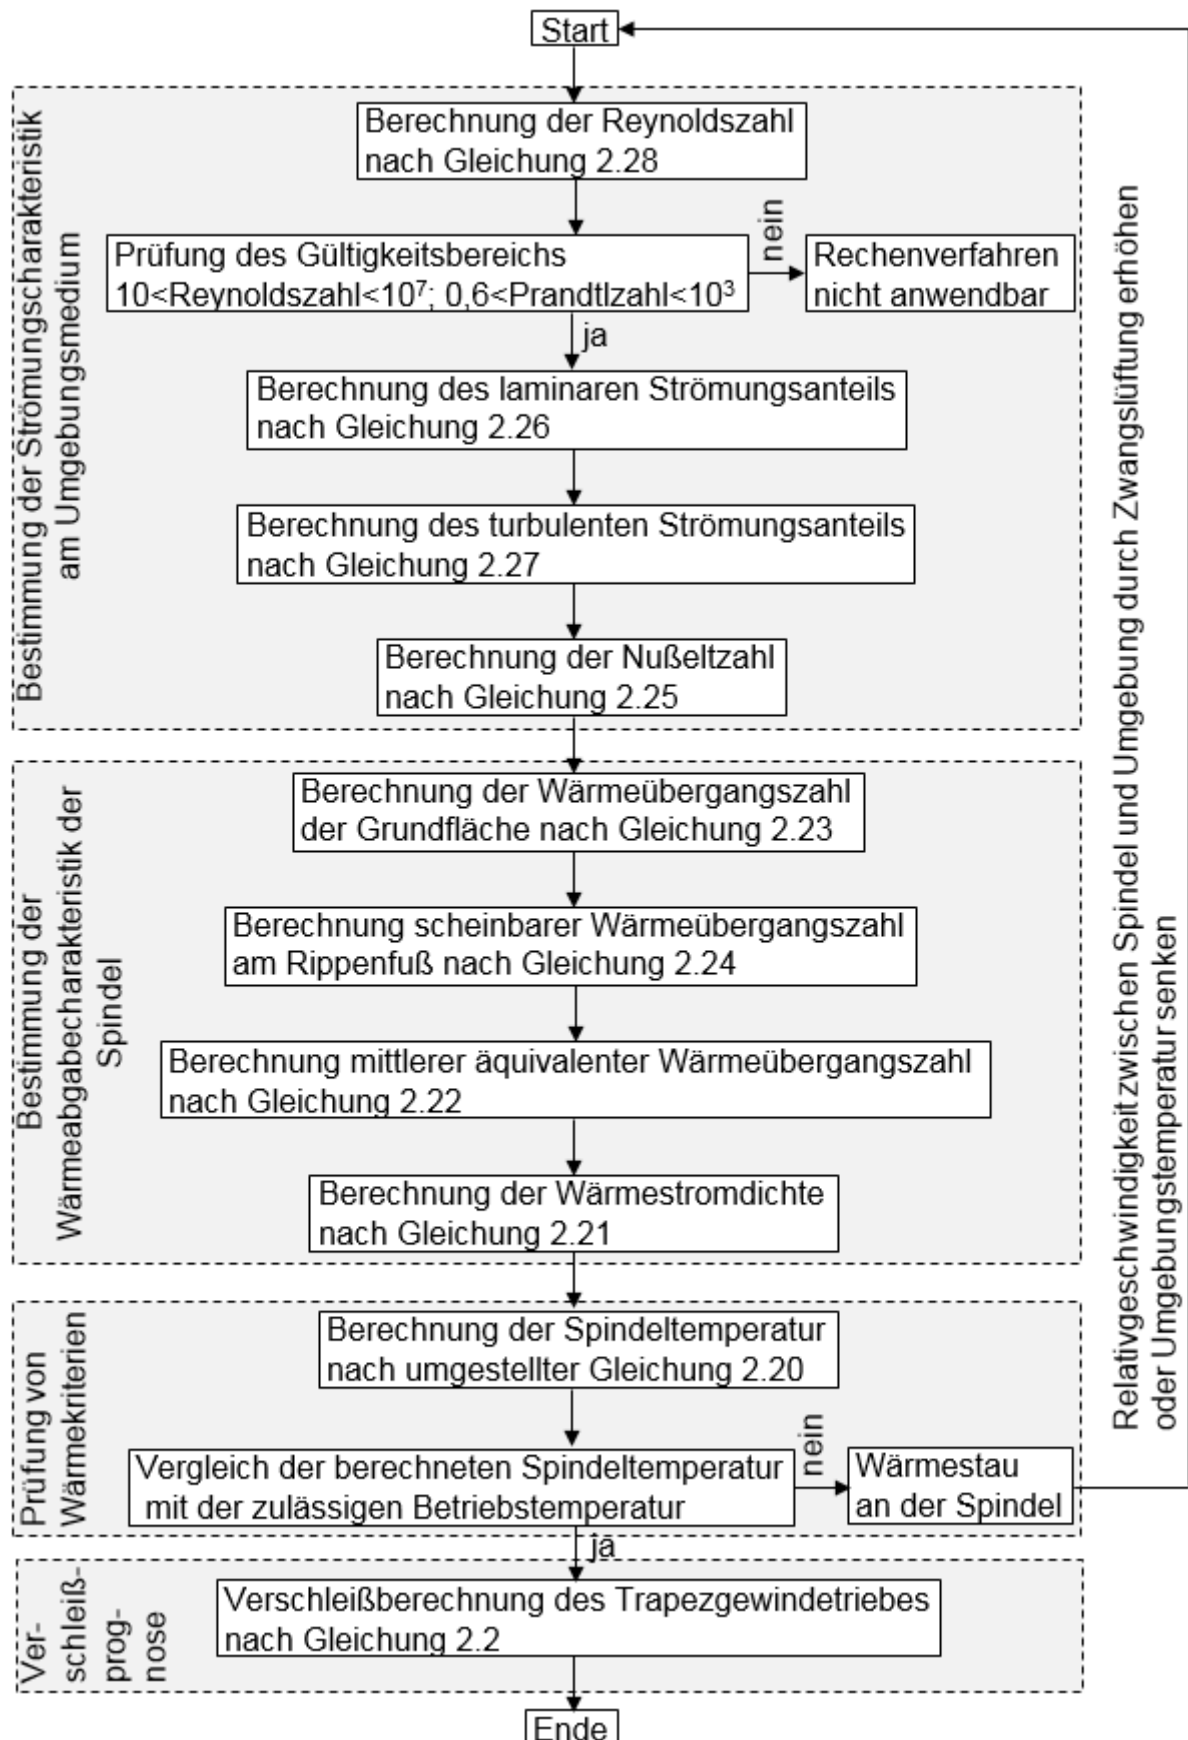 Start
Bestimmung der Strömungscharakteristik
am Umgebungsmedium
Berechnung der Reynoldszahl
nach Gleichung 2.28
Prüfung des Gültigkeitsbereichs
10<Reynoldszahl<10⁷; 0,6<Prandtlzahl<10³
nein
Rechenverfahren
nicht anwendbar
ja
Berechnung des laminaren Strömungsanteils
nach Gleichung 2.26
Berechnung des turbulenten Strömungsanteils
nach Gleichung 2.27
Berechnung der Nußeltzahl
nach Gleichung 2.25
Bestimmung der
Wärmeabgabecharakteristik der
Spindel
Berechnung der Wärmeübergangszahl
der Grundfläche nach Gleichung 2.23
Berechnung scheinbarer Wärmeübergangszahl
am Rippenfuß nach Gleichung 2.24
Berechnung mittlerer äquivalenter Wärmeübergangszahl
nach Gleichung 2.22
Berechnung der Wärmestromdichte
nach Gleichung 2.21
Prüfung von
Wärmekriterien
Berechnung der Spindeltemperatur
nach umgestellter Gleichung 2.20
Vergleich der berechneten Spindeltemperatur
mit der zulässigen Betriebstemperatur
nein
Wärmestau
an der Spindel
ja
Relativgeschwindigkeit zwischen Spindel und Umgebung durch Zwangslüftung erhöhen
oder Umgebungstemperatur senken
Ver-
schleiß-
prog-
nose
Verschleißberechnung des Trapezgewindetriebes
nach Gleichung 2.2
Ende